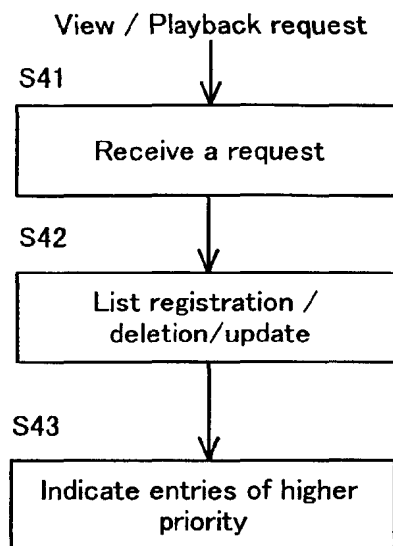 View / Playback request
S41
Receive a request
S42
List registration /
deletion/update
S43
Indicate entries of higher
priority